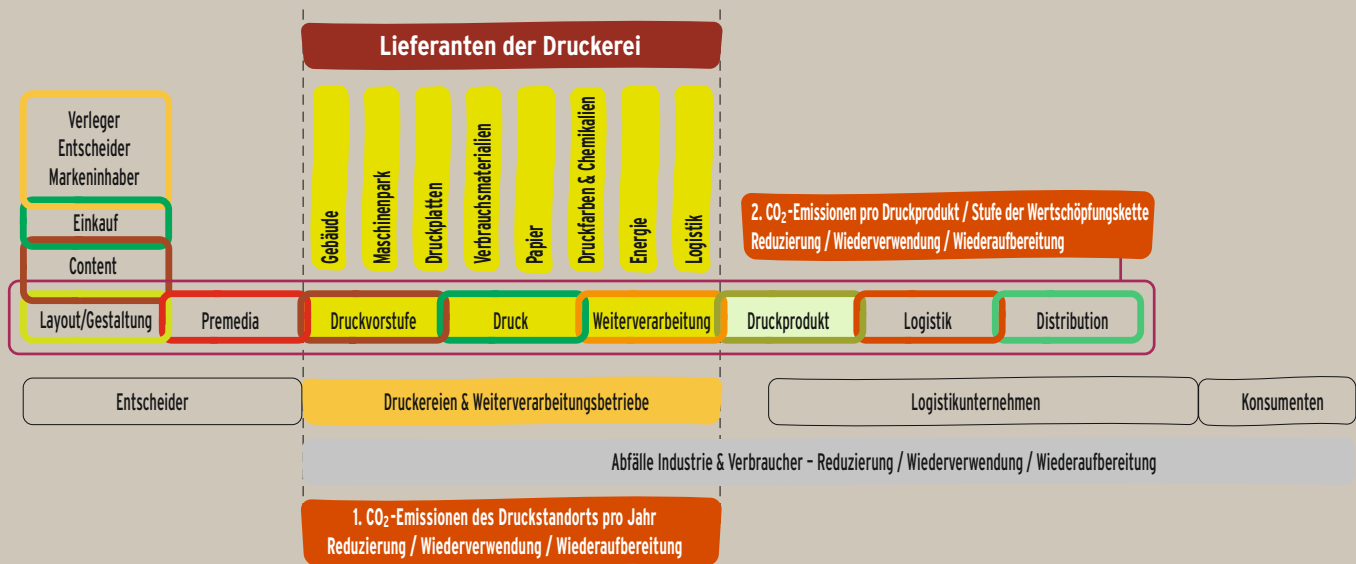 Lieferanten der Druckerei
Verleger
Entscheider
Markeninhaber
Einkauf
Content
Gebäude
Maschinenpark
Druckplatten
Verbrauchsmaterialien
Papier
Druckfarben & Chemikalien
Energie
Logistik
2. CO₂-Emissionen pro Druckprodukt / Stufe der Wertschöpfungskette
Reduzierung / Wiederverwendung / Wiederaufbereitung
Layout/Gestaltung
Premedia
Druckvorstufe
Druck
Weiterverarbeitung
Druckprodukt
Logistik
Distribution
Entscheider
Druckereien & Weiterverarbeitungsbetriebe
Logistikunternehmen
Konsumenten
Abfälle Industrie & Verbraucher – Reduzierung / Wiederverwendung / Wiederaufbereitung
1. CO₂-Emissionen des Druckstandorts pro Jahr
Reduzierung / Wiederverwendung / Wiederaufbereitung